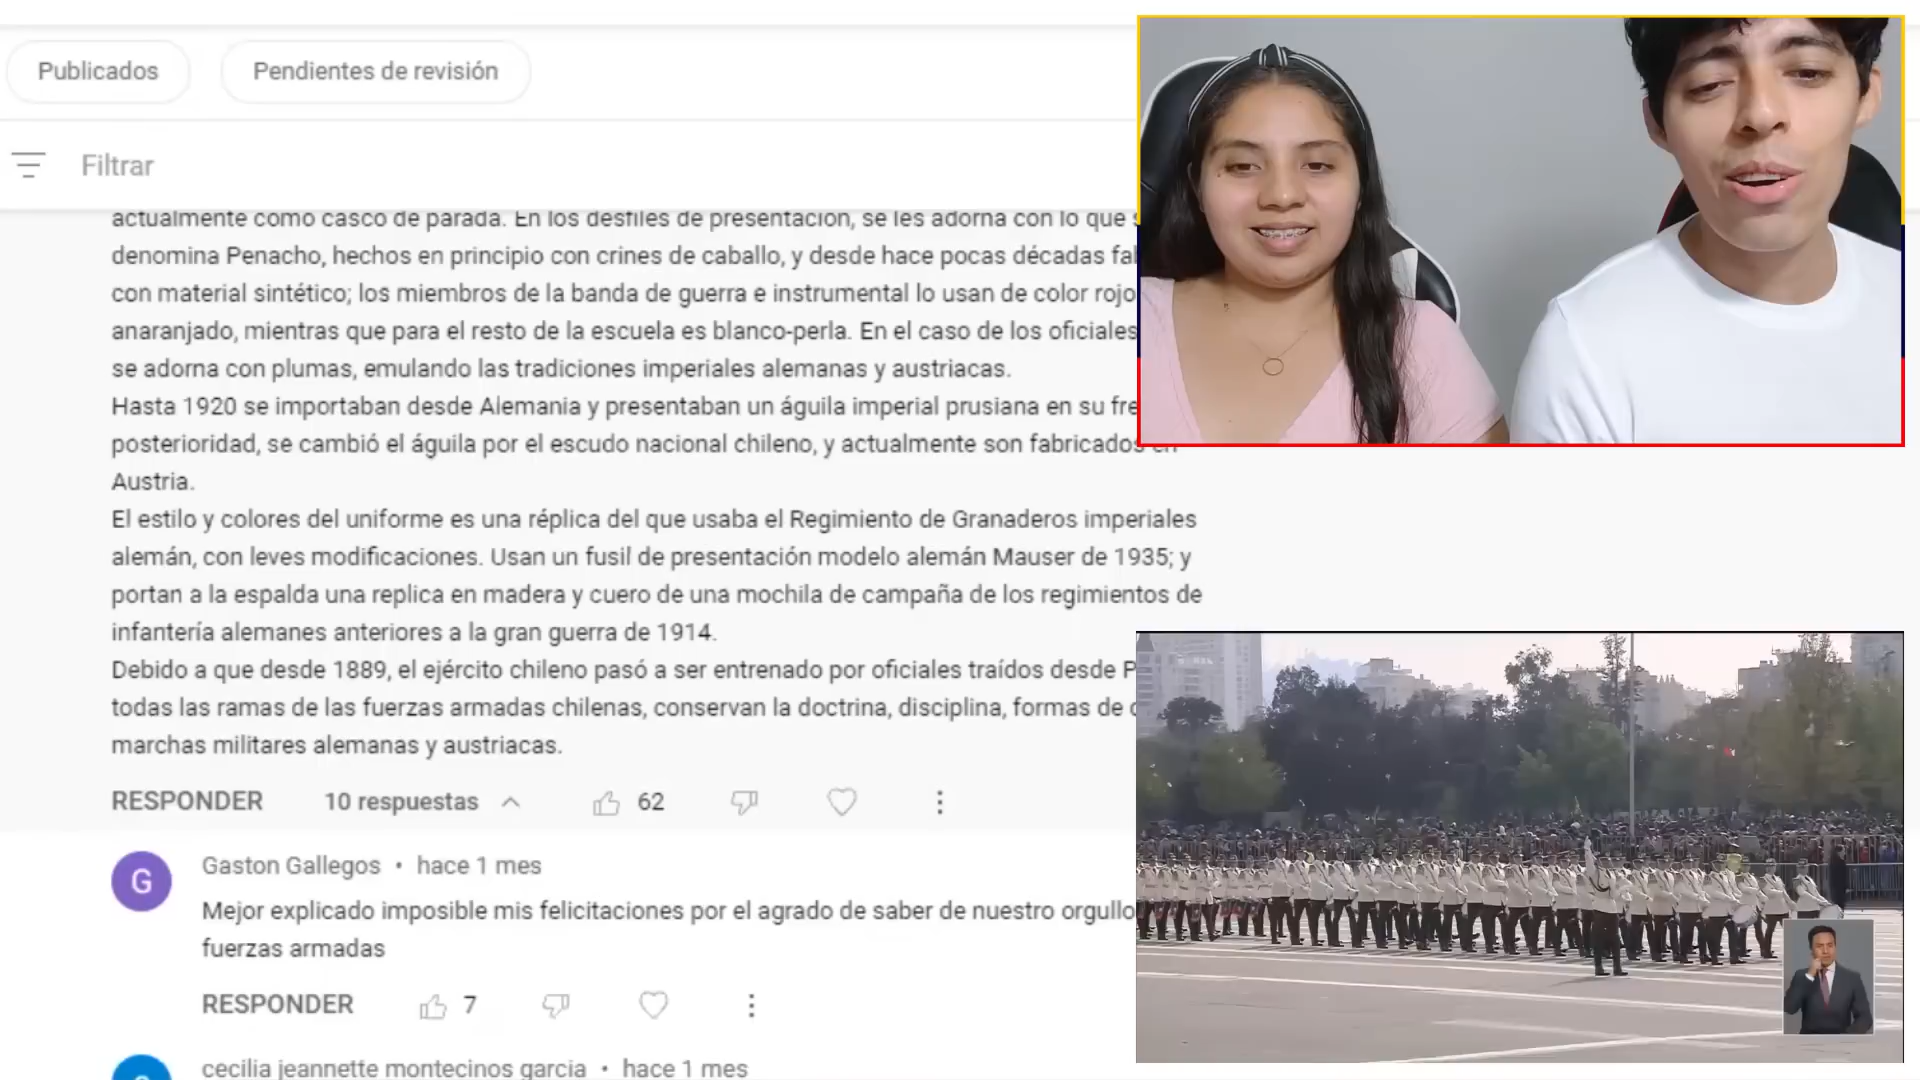 Publicados
Pendientes de revisión
Filtrar
actualmente como casco de parada. En los desfiles de presentación, se les adorna con lo que
denomina Penacho, hechos en principio con crines de caballo, y desde hace pocas décadas
con material sintético; los miembros de la banda de guerra e instrumental lo usan de color rojo
anaranjado, mientras que para el resto de la escuela es blanco-perla. En el caso de los oficiales
se adorna con plumas, emulando las tradiciones imperiales alemanas y austriacas.
Hasta 1920 se importaban desde Alemania y presentaban un águila imperial prusiana en su
posterioridad, se cambió el águila por el escudo nacional chileno, y actualmente son fabricados en
Austria.
El estilo y colores del uniforme es una réplica del que usaba el Regimiento de Granaderos imperiales
alemán, con leves modificaciones. Usan un fusil de presentación modelo alemán Mauser de 1935; y
portan a la espalda una replica en madera y cuero de una mochila de campaña de los regimientos de
infantería alemanes anteriores a la gran guerra de 1914.
Debido a que desde 1889, el ejército chileno pasó a ser entrenado por oficiales traídos desde
todas las ramas de las fuerzas armadas chilenas, conservan la doctrina, disciplina, formas de
marchas militares alemanas y austriacas.
RESPONDER 10 respuestas 62
G
Gaston Gallegos • hace 1 mes
Mejor explicado imposible mis felicitaciones por el agrado de saber de nuestro orgullo
fuerzas armadas
RESPONDER 7
cecilia jeannette montecinos garcia • hace 1 mes